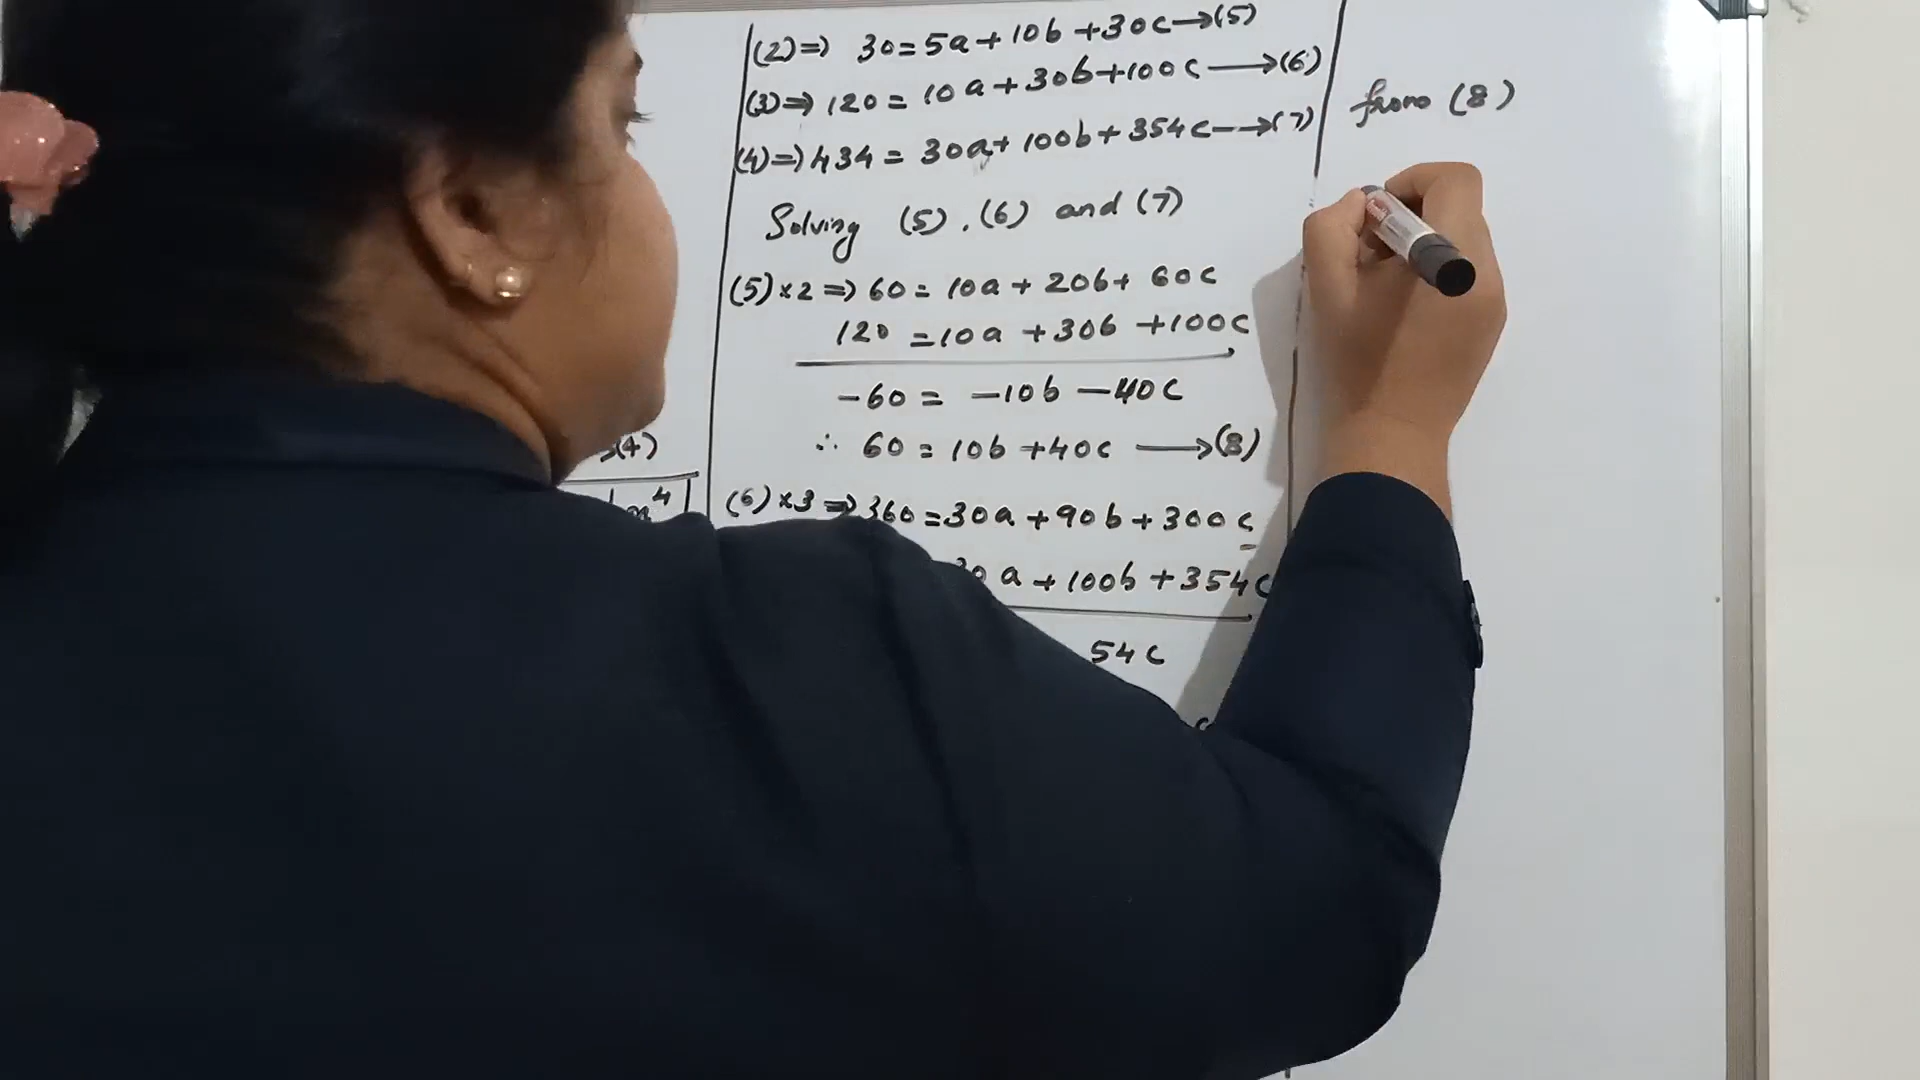 (2)=> 30 = 5a + 10b + 30c →(5)
(3)=> 120 = 10a + 30b + 100c →(6)
(4)=> 434 = 30a + 100b + 354c →(7)
Solving (5), (6) and (7)
(5)×2 => 60 = 10a + 20b + 60c
120 = 10a + 30b + 100c
-60 = -10b - 40c
∴ 60 = 10b + 40c →(8)
(6)×3 => 360 = 30a + 90b + 300c
30a + 100b + 354c
54c
(4)
x⁴
from (8)